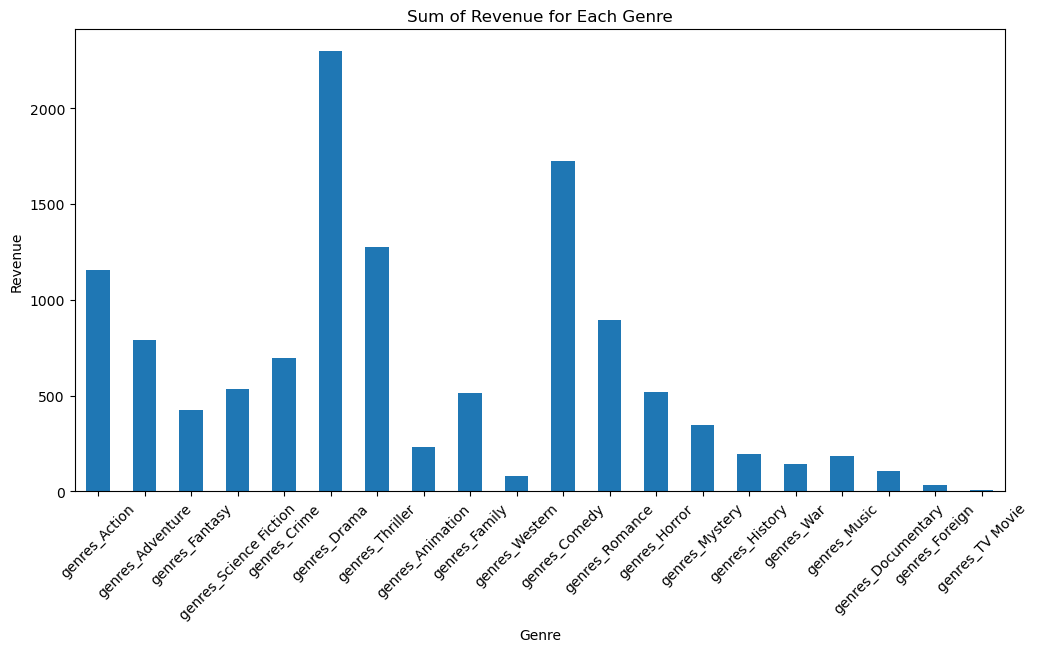 Sum of Revenue for Each Genre
Revenue
2000
1500
1000
500
0
genres_Action
genres_Adventure
genres_Fantasy
genres_Science Fiction
genres_Crime
genres_Drama
genres_Thriller
genres_Animation
genres_Family
genres_Western
genres_Comedy
genres_Romance
genres_Horror
genres_Mystery
genres_History
genres_War
genres_Music
genres_Documentary
genres_Foreign
genres_TV Movie
Genre